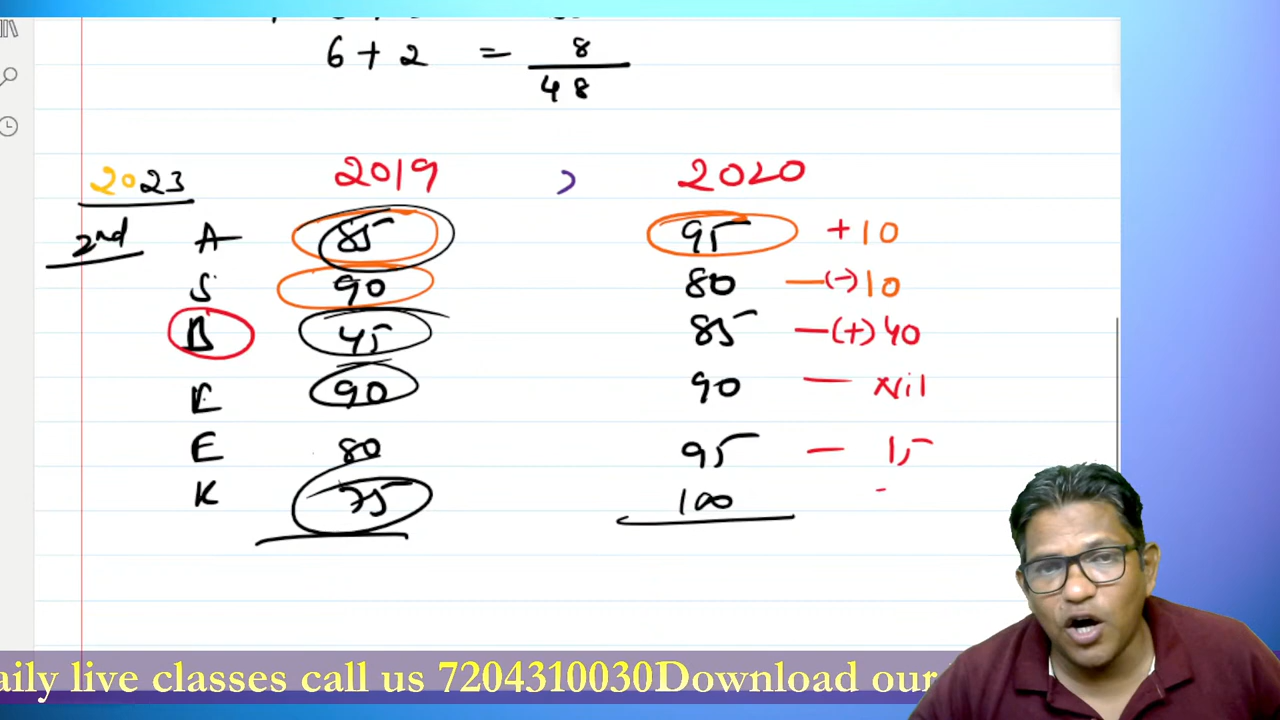 6 + 2 = 8
48
2023 2019 > 2020
2nd A 85 95 + 10
S 90 80 —(-) 10
B 45 85 —(+) 40
90 90 — Nil
E 80 95 — 15
K 75 100 -
aily live classes call us 7204310030Download our